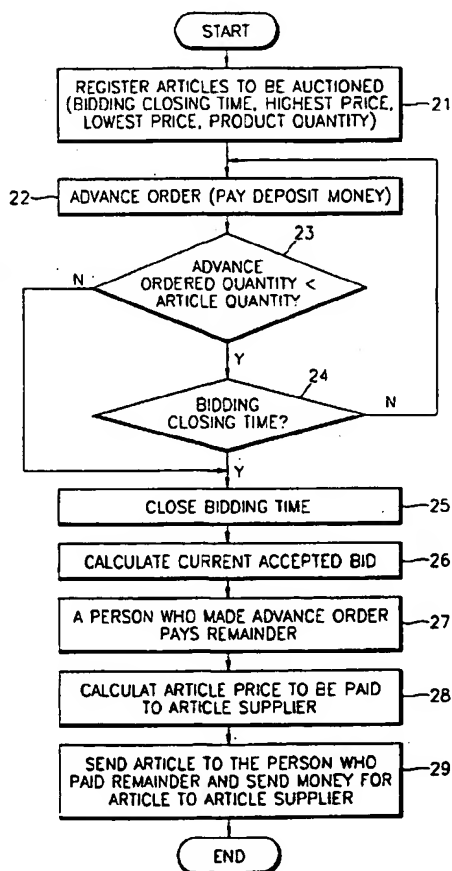 START
REGISTER ARTICLES TO BE AUCTIONED
(BIDDING CLOSING TIME, HIGHEST PRICE,
LOWEST PRICE, PRODUCT QUANTITY)
21
22
ADVANCE ORDER (PAY DEPOSIT MONEY)
23
ADVANCE
ORDERED QUANTITY <
ARTICLE QUANTITY
N
Y
24
BIDDING
CLOSING TIME?
N
Y
CLOSE BIDDING TIME
25
CALCULATE CURRENT ACCEPTED BID
26
A PERSON WHO MADE ADVANCE ORDER
PAYS REMAINDER
27
CALCULAT ARTICLE PRICE TO BE PAID
TO ARTICLE SUPPLIER
28
SEND ARTICLE TO THE PERSON WHO
PAID REMAINDER AND SEND MONEY FOR
ARTICLE TO ARTICLE SUPPLIER
29
END